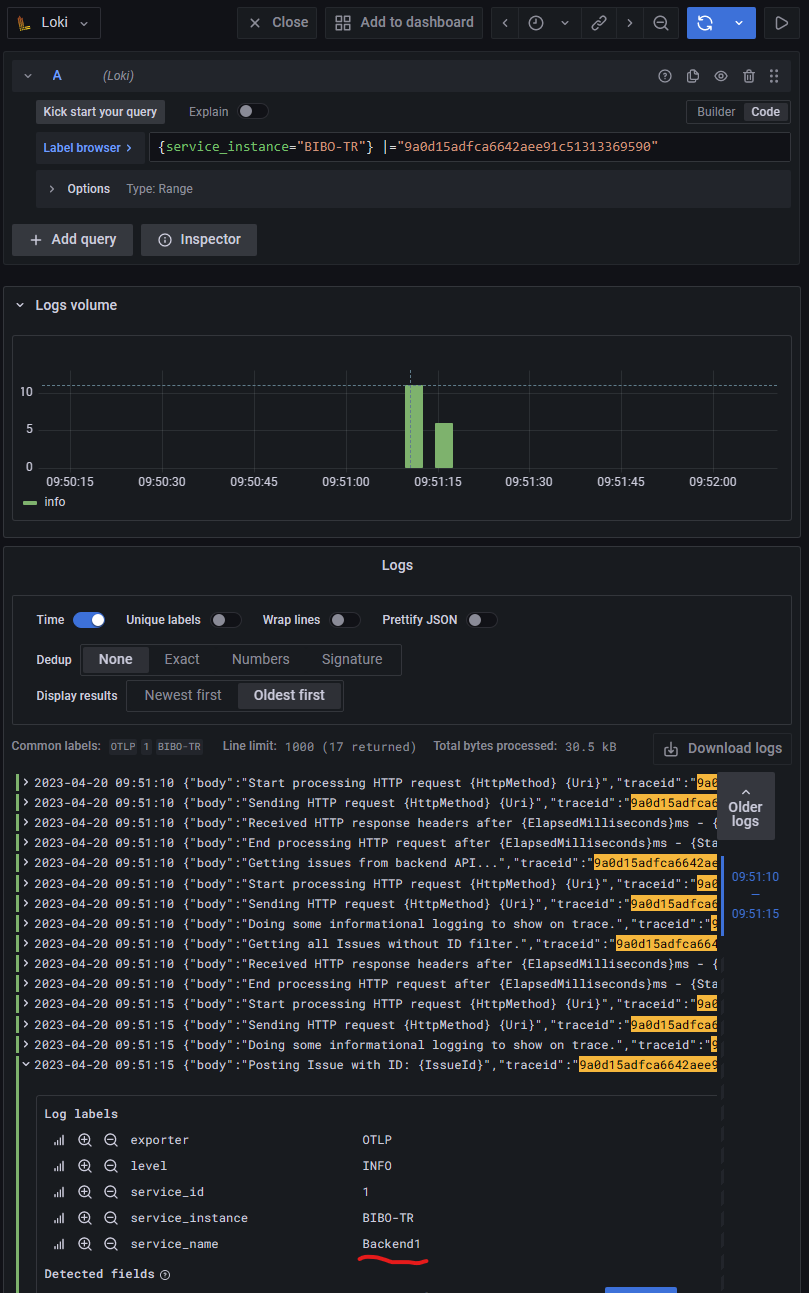 Loki
Close
Add to dashboard
A
(Loki)
Kick start your query
Explain
Builder
Code
Label browser
{service_instance="BIBO-TR"} |="9a0d15adfca6642aee91c51313369590"
Options
Type: Range
Add query
Inspector
Logs volume
10
5
0
09:50:15 09:50:30 09:50:45 09:51:00 09:51:15 09:51:30 09:51:45 09:52:00
info
Logs
Time
Unique labels
Wrap lines
Prettify JSON
Dedup
None
Exact
Numbers
Signature
Display results
Newest first
Oldest first
Common labels: OTLP 1 BIBO-TR
Line limit: 1000 (17 returned)
Total bytes processed: 30.5 kB
Download logs
2023-04-20 09:51:10 {"body":"Start processing HTTP request {HttpMethod} {Uri}","traceid":"9a0
2023-04-20 09:51:10 {"body":"Sending HTTP request {HttpMethod} {Uri}","traceid":"9a0d15adfca6
2023-04-20 09:51:10 {"body":"Received HTTP response headers after {ElapsedMilliseconds}ms - {
2023-04-20 09:51:10 {"body":"End processing HTTP request after {ElapsedMilliseconds}ms - {Sta
2023-04-20 09:51:10 {"body":"Getting issues from backend API...","traceid":"9a0d15adfca6642ae
2023-04-20 09:51:10 {"body":"Start processing HTTP request {HttpMethod} {Uri}","traceid":"9a0
2023-04-20 09:51:10 {"body":"Sending HTTP request {HttpMethod} {Uri}","traceid":"9a0d15adfca6
2023-04-20 09:51:10 {"body":"Doing some informational logging to show on trace.","traceid":"9
2023-04-20 09:51:10 {"body":"Getting all Issues without ID filter.","traceid":"9a0d15adfca664
2023-04-20 09:51:10 {"body":"Received HTTP response headers after {ElapsedMilliseconds}ms - {
2023-04-20 09:51:10 {"body":"End processing HTTP request after {ElapsedMilliseconds}ms - {Sta
2023-04-20 09:51:15 {"body":"Start processing HTTP request {HttpMethod} {Uri}","traceid":"9a0
2023-04-20 09:51:15 {"body":"Sending HTTP request {HttpMethod} {Uri}","traceid":"9a0d15adfca6
2023-04-20 09:51:15 {"body":"Doing some informational logging to show on trace.","traceid":"9
2023-04-20 09:51:15 {"body":"Posting Issue with ID: {IssueId}","traceid":"9a0d15adfca6642aee9
Older
logs
09:51:10
—
09:51:15
Log labels
exporter OTLP
level INFO
service_id 1
service_instance BIBO-TR
service_name Backend1
Detected fields